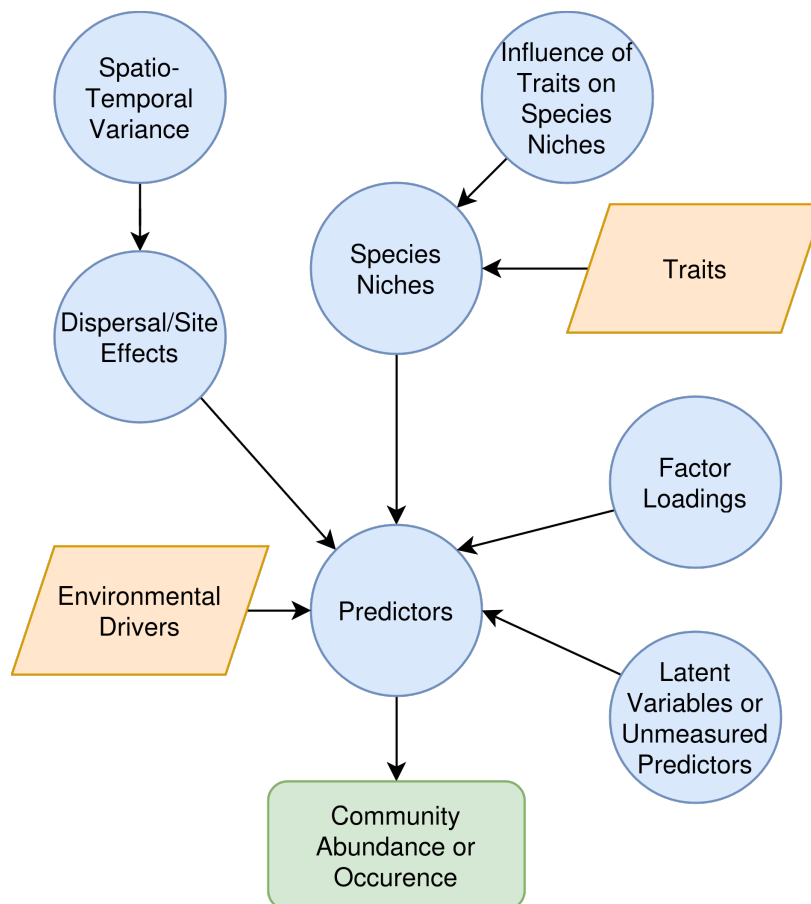 Spatio-
Temporal
Variance
Influence of
Traits on
Species
Niches
Species
Niches
Traits
Dispersal/Site
Effects
Factor
Loadings
Environmental
Drivers
Predictors
Latent
Variables or
Unmeasured
Predictors
Community
Abundance or
Occurence